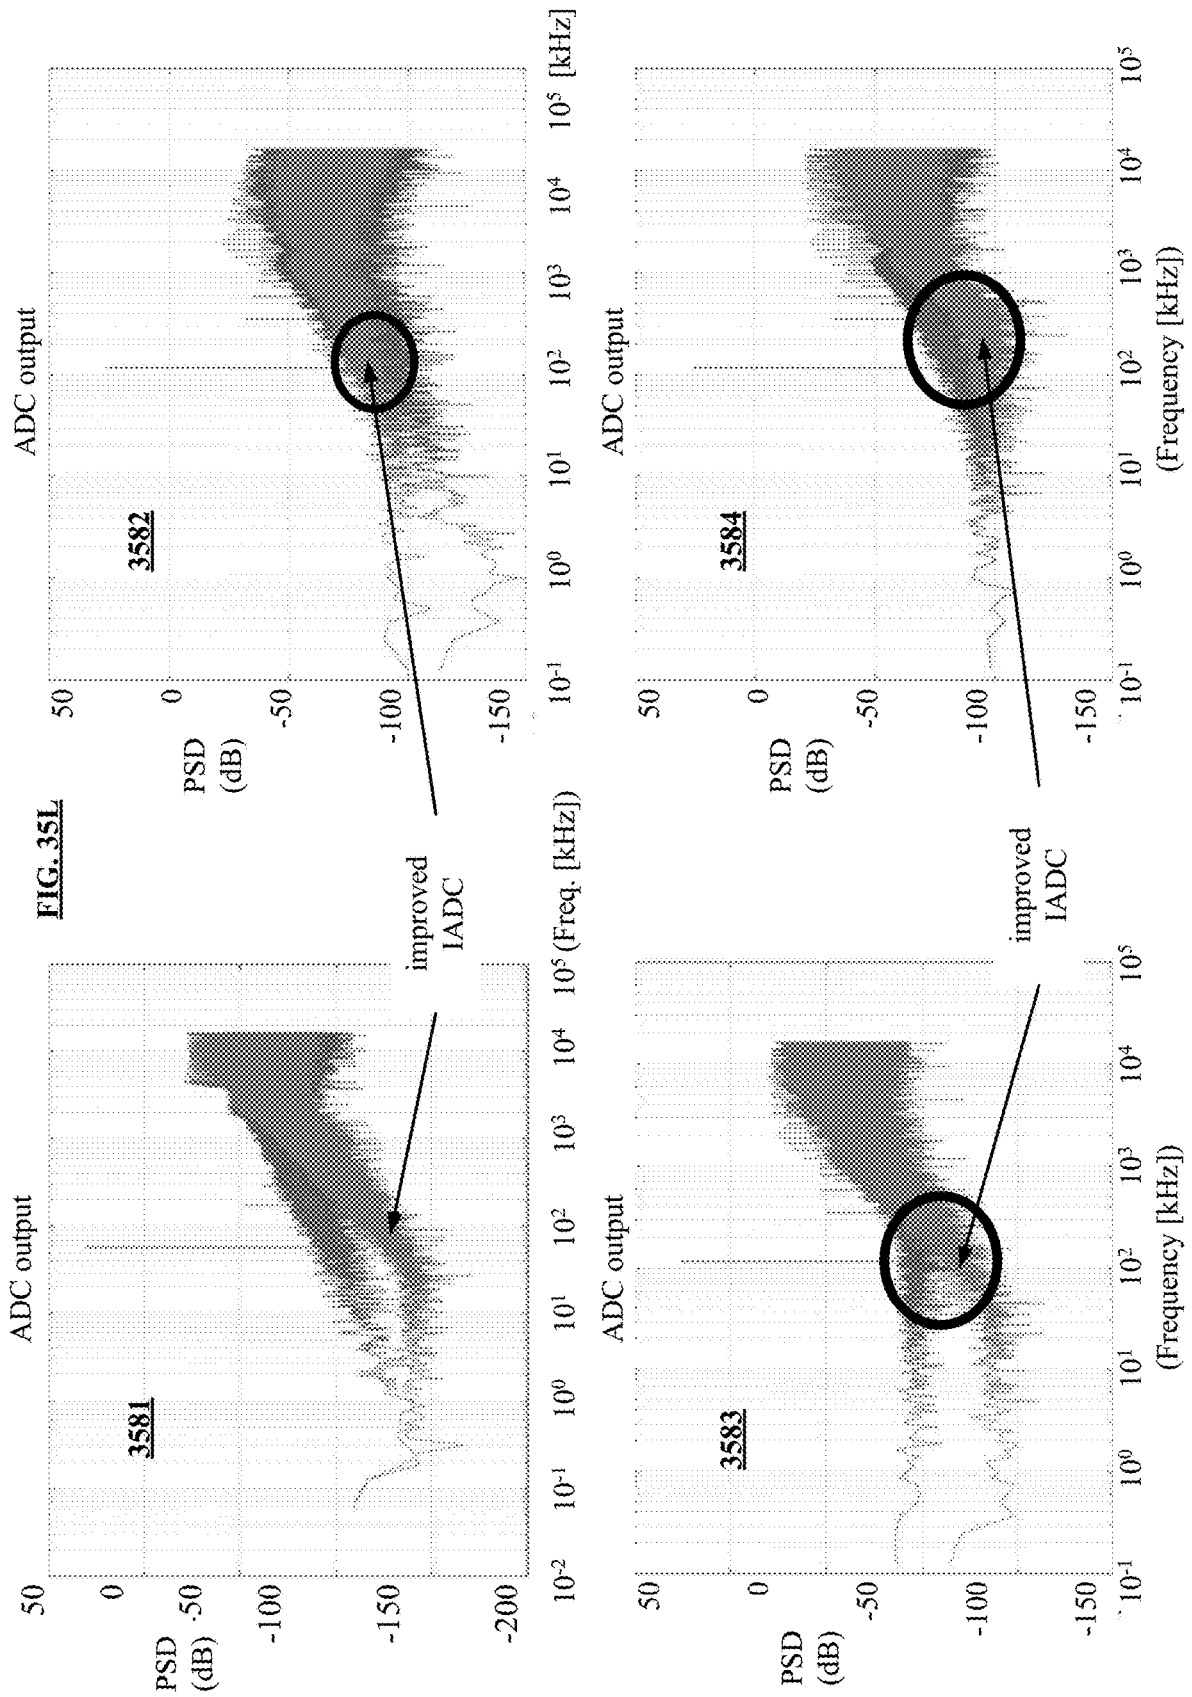 FIG. 35L
ADC output
3581
PSD
(dB)
50
0
-50
-100
-150
-200
10-2 10-1 10⁰ 10¹ 10² 10³ 10⁴ 10⁵ (Freq. [kHz])
improved
IADC
ADC output
3582
PSD
(dB)
50
0
-50
-100
-150
10-1 10⁰ 10¹ 10² 10³ 10⁴ 10⁵ [kHz]
ADC output
3583
PSD
(dB)
50
0
-50
-100
10-1 10⁰ 10¹ 10² 10³ 10⁴ 10⁵
(Frequency [kHz])
improved
IADC
ADC output
3584
PSD
(dB)
50
0
-50
-100
-150
10-1 10⁰ 10¹ 10² 10³ 10⁴ 10⁵
(Frequency [kHz])